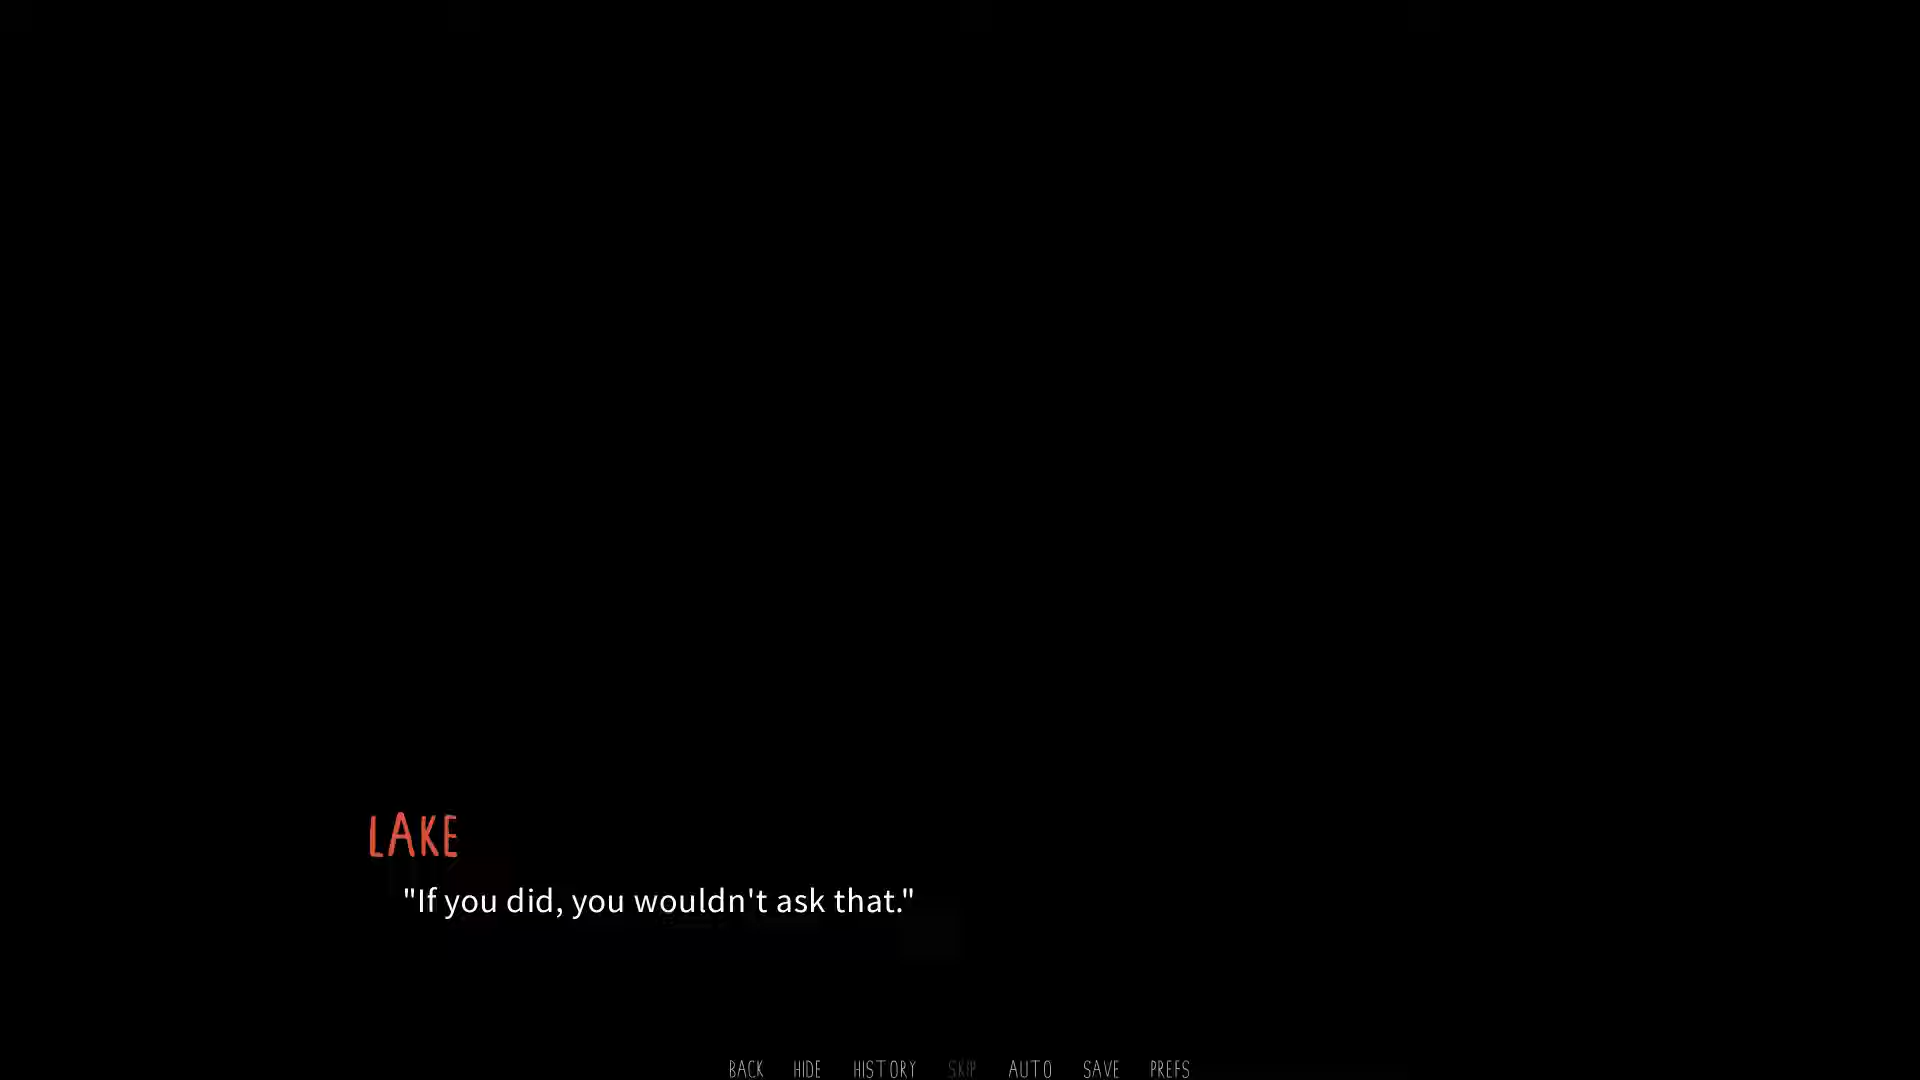 LAKE
"If you did, you wouldn't ask that."
BACK HIDE HISTORY SKIP AUTO SAVE PREFS